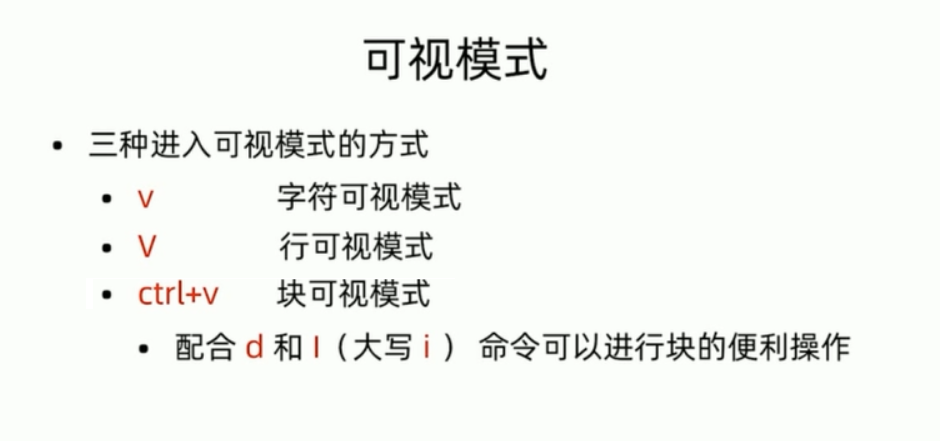 可视模式
• 三种进入可视模式的方式
• v 字符可视模式
• V 行可视模式
• ctrl+v 块可视模式
• 配合 d 和 I（大写 i ） 命令可以进行块的便利操作